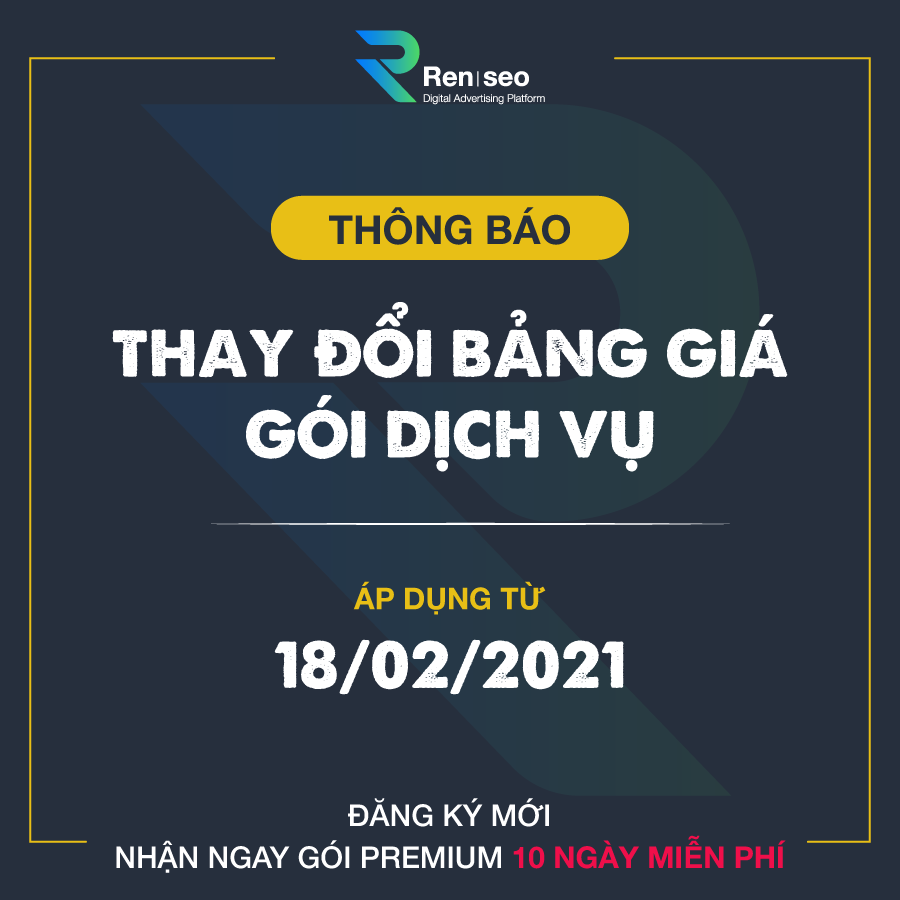 Ren|seo
Digital Advertising Platform
THÔNG BÁO
THAY ĐỔI BẢNG GIÁ
GÓI DỊCH VỤ
ÁP DỤNG TỪ
18/02/2021
ĐĂNG KÝ MỚI
NHẬN NGAY GÓI PREMIUM 10 NGÀY MIỄN PHÍ